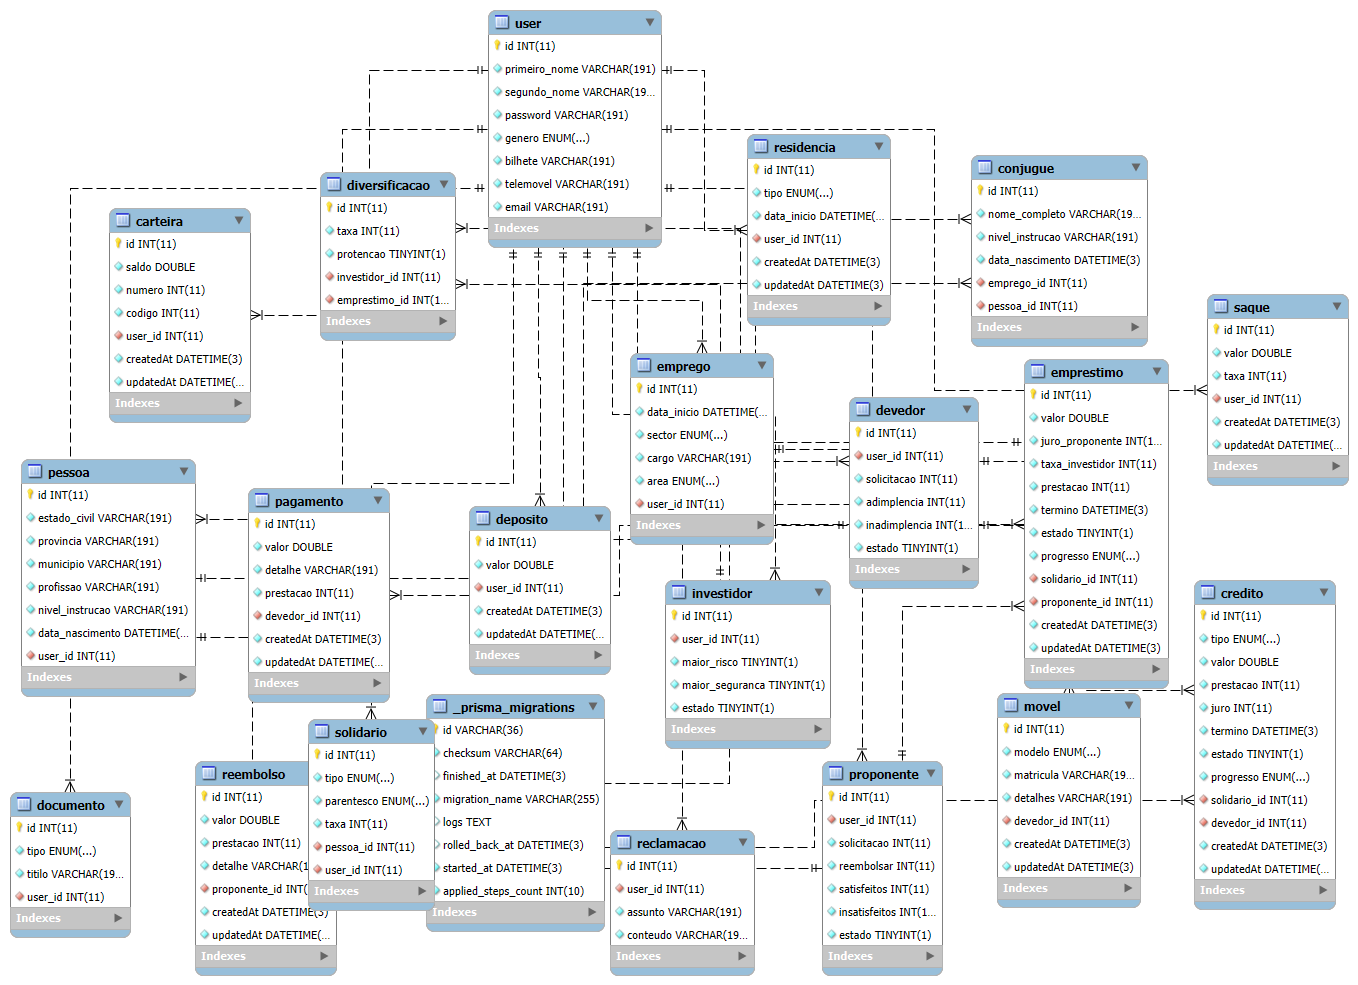 user
id INT(11)
primeiro_nome VARCHAR(191)
segundo_nome VARCHAR(19...
password VARCHAR(191)
genero ENUM(...)
bilhete VARCHAR(191)
telemovel VARCHAR(191)
email VARCHAR(191)
Indexes
residencia
id INT(11)
tipo ENUM(...)
data_inicio DATETIME(...
user_id INT(11)
createdAt DATETIME(3)
updatedAt DATETIME(3)
Indexes
conjugue
id INT(11)
nome_completo VARCHAR(19...
nivel_instrucao VARCHAR(191)
data_nascimento DATETIME(3)
emprego_id INT(11)
pessoa_id INT(11)
Indexes
diversificacao
id INT(11)
taxa INT(11)
protencao TINYINT(1)
investidor_id INT(11)
emprestimo_id INT(1...
Indexes
carteira
id INT(11)
saldo DOUBLE
numero INT(11)
codigo INT(11)
user_id INT(11)
createdAt DATETIME(3)
updatedAt DATETIME(...
Indexes
saque
id INT(11)
valor DOUBLE
taxa INT(11)
user_id INT(11)
createdAt DATETIME(3)
updatedAt DATETIME(...
Indexes
emprego
id INT(11)
data_inicio DATETIME(...
sector ENUM(...)
cargo VARCHAR(191)
area ENUM(...)
user_id INT(11)
Indexes
emprestimo
id INT(11)
valor DOUBLE
juro_proponente INT(1...
taxa_investidor INT(11)
prestacao INT(11)
termino DATETIME(3)
estado TINYINT(1)
progresso ENUM(...)
solidario_id INT(11)
proponente_id INT(11)
createdAt DATETIME(3)
updatedAt DATETIME(3)
Indexes
devedor
id INT(11)
user_id INT(11)
solicitacao INT(11)
adimplencia INT(11)
inadimplencia INT(1...
estado TINYINT(1)
Indexes
pessoa
id INT(11)
estado_civil VARCHAR(191)
provincia VARCHAR(191)
municipio VARCHAR(191)
profissao VARCHAR(191)
nivel_instrucao VARCHAR(191)
data_nascimento DATETIME(...
user_id INT(11)
Indexes
pagamento
id INT(11)
valor DOUBLE
detalhe VARCHAR(191)
prestacao INT(11)
devedor_id INT(11)
createdAt DATETIME(3)
updatedAt DATETIME(...
Indexes
deposito
id INT(11)
valor DOUBLE
user_id INT(11)
createdAt DATETIME(3)
updatedAt DATETIME(...
Indexes
investidor
id INT(11)
user_id INT(11)
maior_risco TINYINT(1)
maior_seguranca TINYINT(1)
estado TINYINT(1)
Indexes
credito
id INT(11)
tipo ENUM(...)
valor DOUBLE
prestacao INT(11)
juro INT(11)
termino DATETIME(3)
estado TINYINT(1)
progresso ENUM(...)
solidario_id INT(11)
devedor_id INT(11)
createdAt DATETIME(3)
updatedAt DATETIME(...
Indexes
movel
id INT(11)
modelo ENUM(...)
matricula VARCHAR(19...
detalhes VARCHAR(191)
devedor_id INT(11)
createdAt DATETIME(3)
updatedAt DATETIME(3)
Indexes
_prisma_migrations
id VARCHAR(36)
checksum VARCHAR(64)
finished_at DATETIME(3)
migration_name VARCHAR(255)
logs TEXT
rolled_back_at DATETIME(3)
started_at DATETIME(3)
applied_steps_count INT(10)
Indexes
solidario
id INT(11)
tipo ENUM(...)
parentesco ENUM(...)
taxa INT(11)
pessoa_id INT(11)
user_id INT(11)
Indexes
reembolso
id INT(11)
valor DOUBLE
prestacao INT(11)
detalhe VARCHAR(1
proponente_id INT(
createdAt DATETIME(3)
updatedAt DATETIME(...
Indexes
proponente
id INT(11)
user_id INT(11)
solicitacao INT(11)
reembolsar INT(11)
satisfeitos INT(11)
insatisfeitos INT(1...
estado TINYINT(1)
Indexes
documento
id INT(11)
tipo ENUM(...)
titilo VARCHAR(19...
user_id INT(11)
Indexes
reclamacao
id INT(11)
user_id INT(11)
assunto VARCHAR(191)
conteudo VARCHAR(19...
Indexes